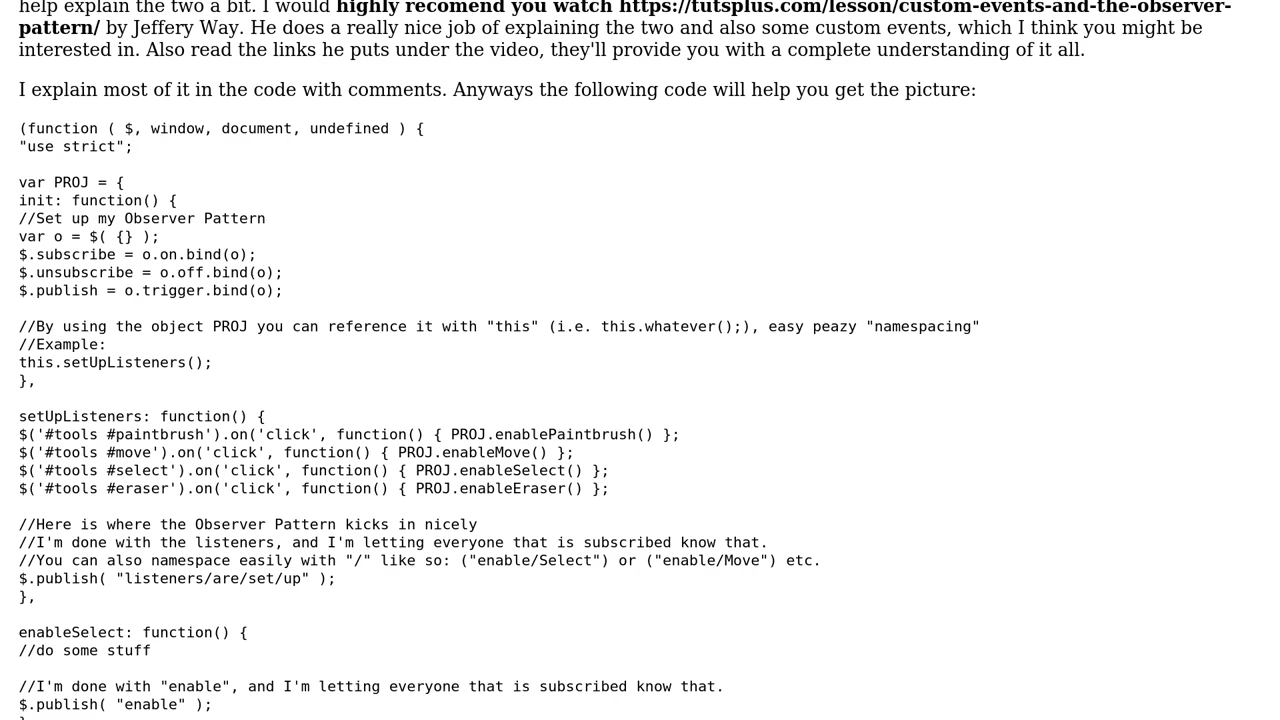 help explain the two a bit. I would highly recomend you watch https://tutsplus.com/lesson/custom-events-and-the-observer-
pattern/ by Jeffery Way. He does a really nice job of explaining the two and also some custom events, which I think you might be
interested in. Also read the links he puts under the video, they'll provide you with a complete understanding of it all.
I explain most of it in the code with comments. Anyways the following code will help you get the picture:
(function ( $, window, document, undefined ) {
"use strict";
var PROJ = {
init: function() {
//Set up my Observer Pattern
var o = $( {} );
$.subscribe = o.on.bind(o);
$.unsubscribe = o.off.bind(o);
$.publish = o.trigger.bind(o);
//By using the object PROJ you can reference it with "this" (i.e. this.whatever();), easy peazy "namespacing"
//Example:
this.setUpListeners();
},
setUpListeners: function() {
$('#tools #paintbrush').on('click', function() { PROJ.enablePaintbrush() };
$('#tools #move').on('click', function() { PROJ.enableMove() };
$('#tools #select').on('click', function() { PROJ.enableSelect() };
$('#tools #eraser').on('click', function() { PROJ.enableEraser() };
//Here is where the Observer Pattern kicks in nicely
//I'm done with the listeners, and I'm letting everyone that is subscribed know that.
//You can also namespace easily with "/" like so: ("enable/Select") or ("enable/Move") etc.
$.publish( "listeners/are/set/up" );
},
enableSelect: function() {
//do some stuff
//I'm done with "enable", and I'm letting everyone that is subscribed know that.
$.publish( "enable" );